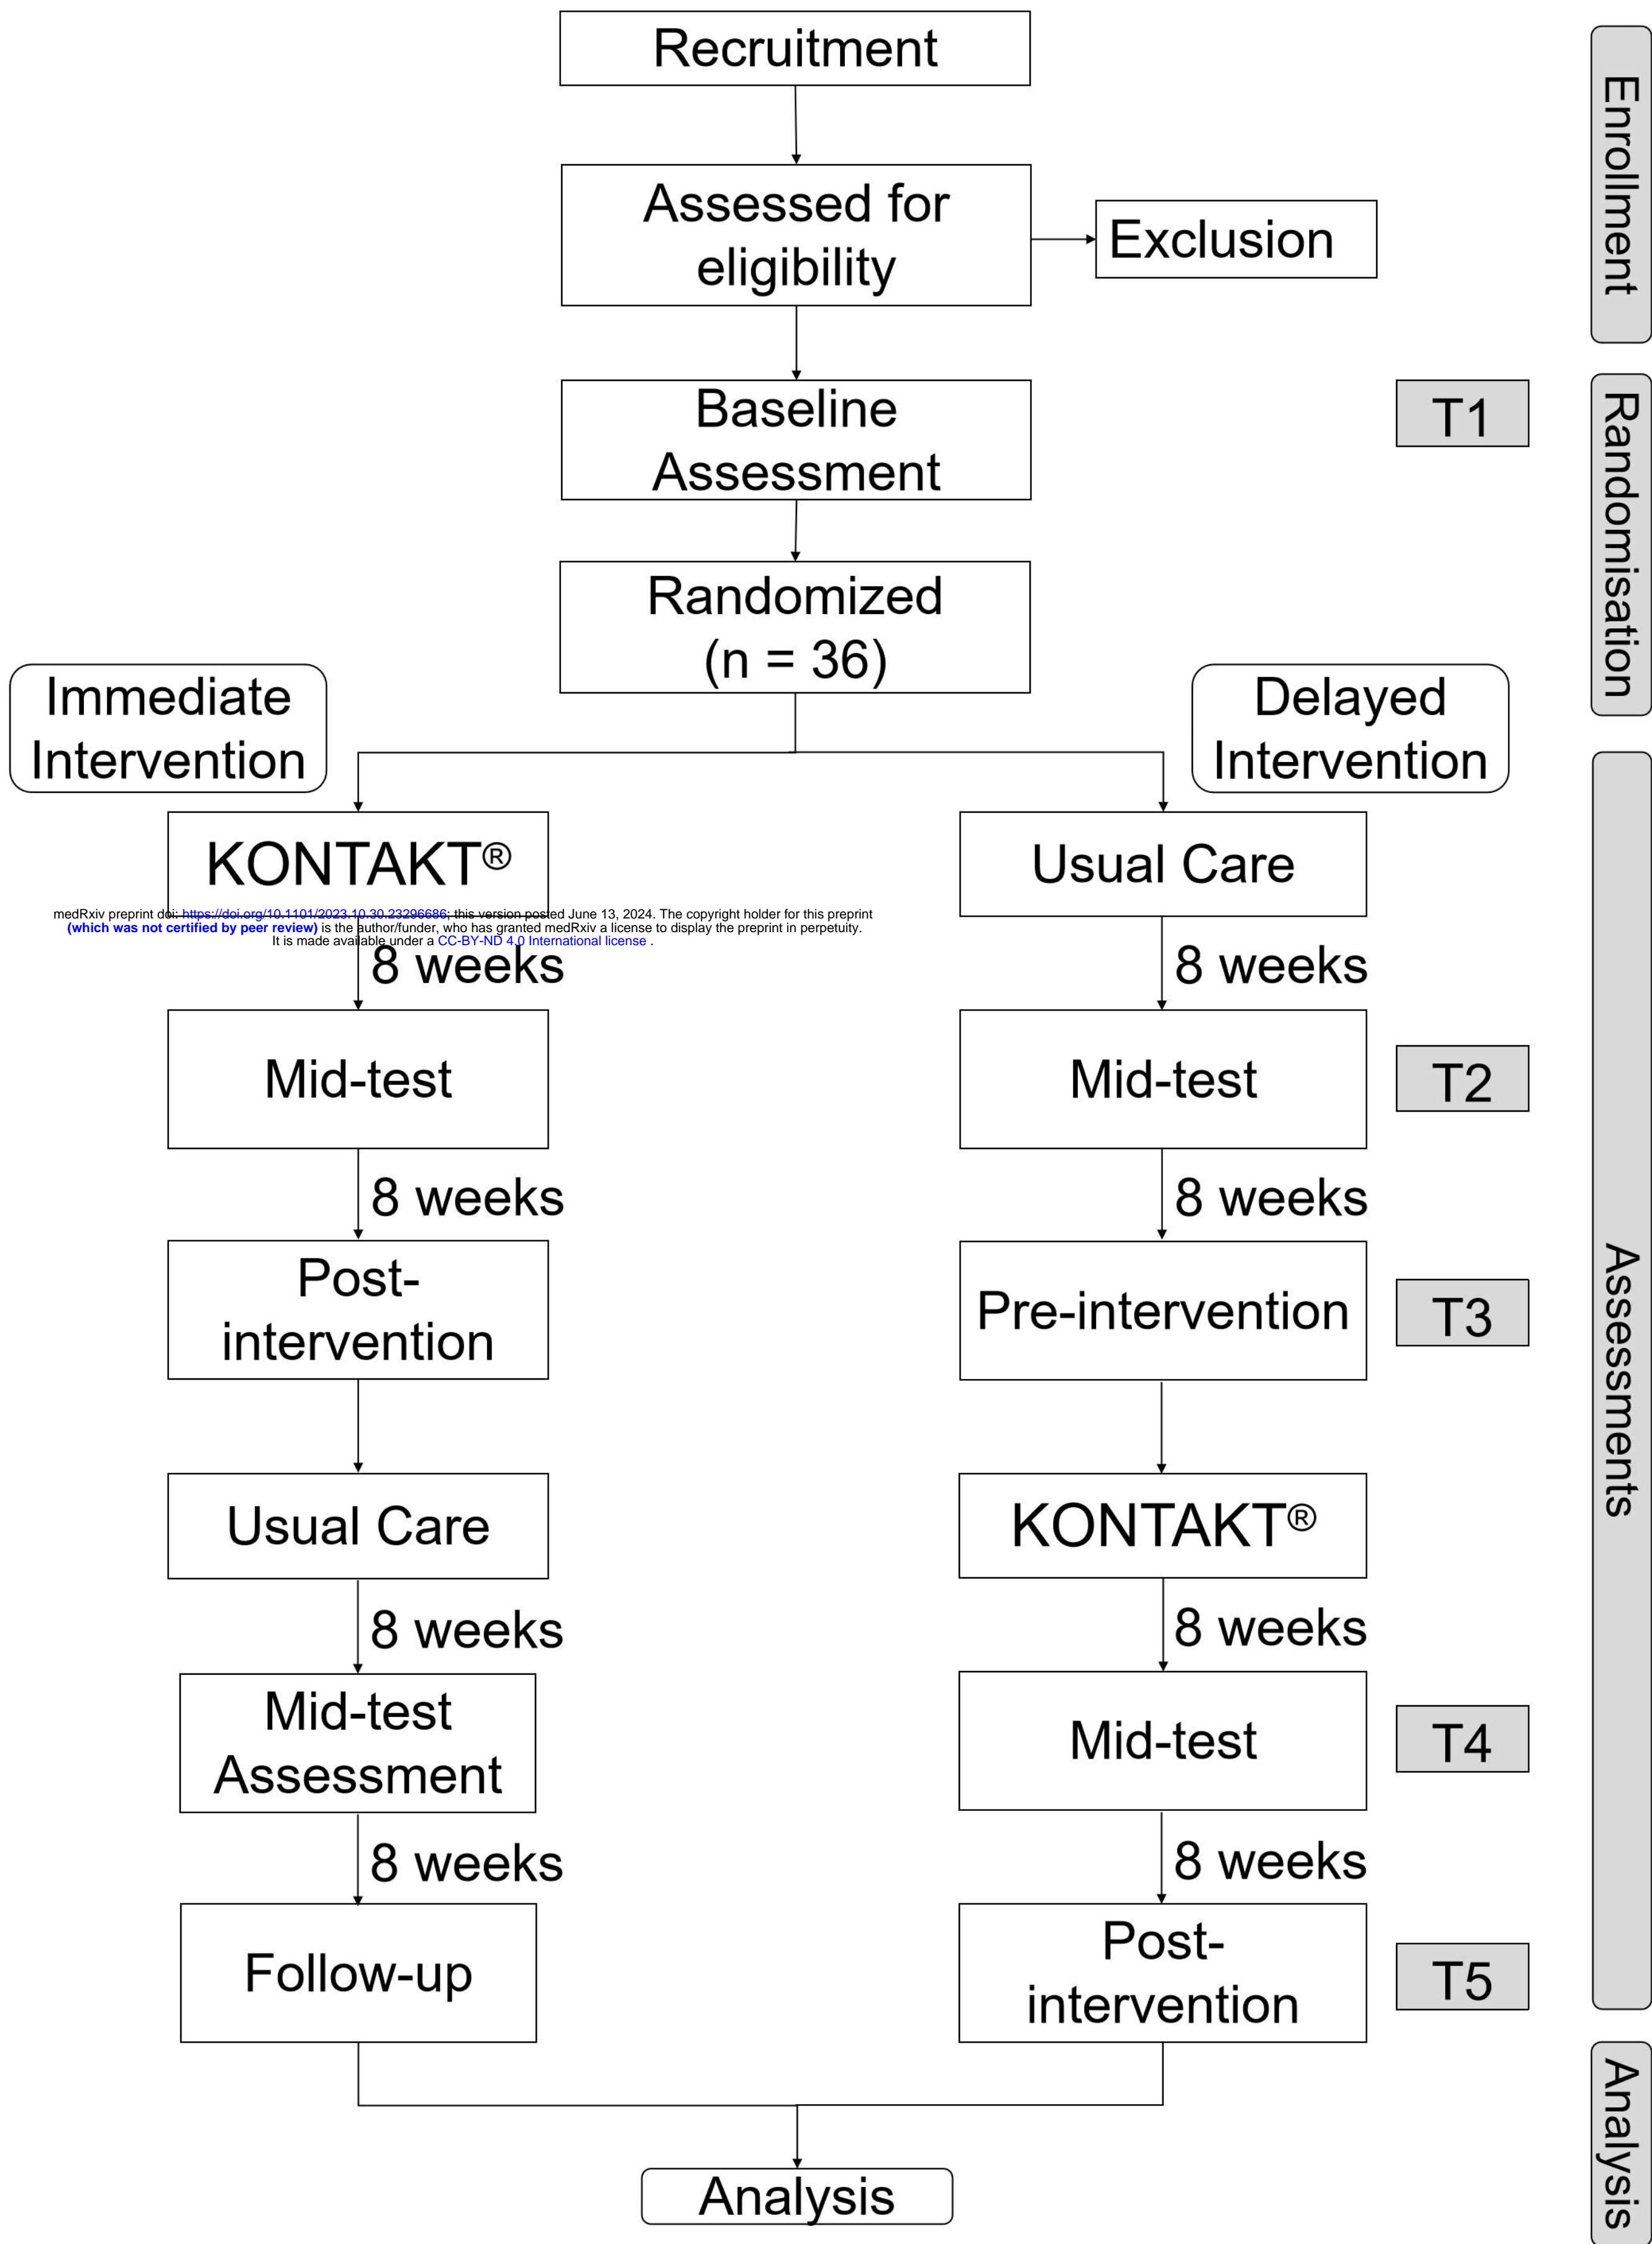 Recruitment
Enrollment
Assessed for
eligibility
Exclusion
Baseline
Assessment
T1
Randomisation
Randomized
(n = 36)
Immediate
Intervention
Delayed
Intervention
KONTAKT®
Usual Care
medRxiv preprint doi: https://doi.org/10.1101/2023.10.30.23296686; this version posted June 13, 2024. The copyright holder for this preprint
(which was not certified by peer review) is the author/funder, who has granted medRxiv a license to display the preprint in perpetuity.
It is made available under a CC-BY-ND 4.0 International license .
8 weeks
8 weeks
Mid-test
Mid-test
T2
8 weeks
8 weeks
Assessments
Post-
intervention
Pre-intervention
T3
Usual Care
KONTAKT®
8 weeks
8 weeks
Mid-test
Assessment
Mid-test
T4
8 weeks
8 weeks
Follow-up
Post-
intervention
T5
Analysis
Analysis